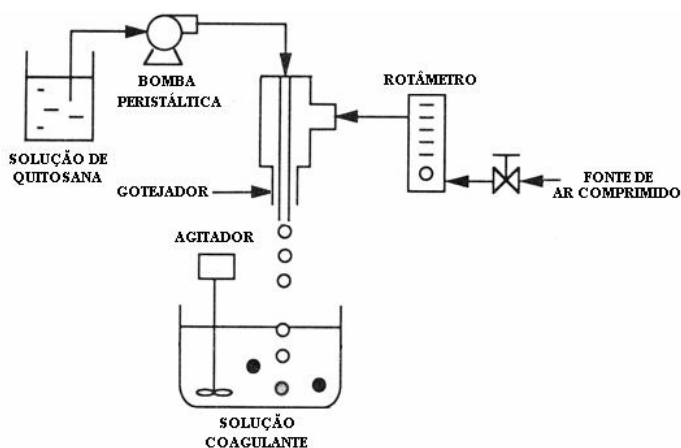 BOMBA
PERISTÁLTICA
SOLUÇÃO DE
QUITOSANA
ROTÂMETRO
FONTE DE
AR COMPRIMIDO
GOTEJADOR
AGITADOR
SOLUÇÃO
COAGULANTE